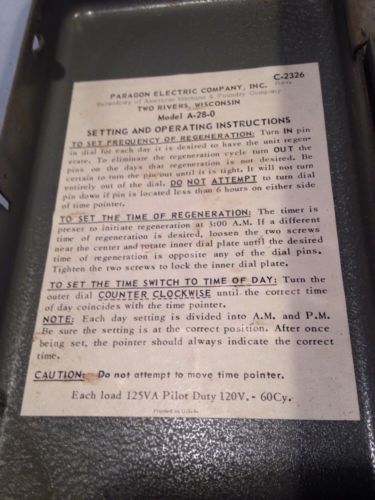 C-2326
PARAGON ELECTRIC COMPANY, INC.
Subsidiary of American Machine & Foundry Company
TWO RIVERS, WISCONSIN
Model A-28-0
SETTING AND OPERATING INSTRUCTIONS
TO SET FREQUENCY OF REGENERATION: Turn IN pin
in dial for each day it is desired to have the unit regen-
erate. To eliminate the regeneration cycle turn OUT the
pins on the days that regeneration is not desired. Be
certain to turn the pin out until it is tight. It will not turn
entirely out of the dial. DO NOT ATTEMPT to turn dial
pin down if pin is located less than 6 hours on either side
of time pointer.
TO SET THE TIME OF REGENERATION: The timer is
preset to initiate regeneration at 3:00 A.M. If a different
time of regeneration is desired, loosen the two screws
near the center and rotate inner dial plate until the desired
time of regeneration is opposite any of the dial pins.
Tighten the two screws to lock the inner dial plate.
TO SET THE TIME SWITCH TO TIME OF DAY: Turn the
outer dial COUNTER CLOCKWISE until the correct time
of day coincides with the time pointer.
NOTE: Each day setting is divided into A.M. and P.M.
Be sure the setting is at the correct position. After once
being set, the pointer should always indicate the correct
time.
CAUTION: Do not attempt to move time pointer.
Each load 125VA Pilot Duty 120V. - 60Cy.
Printed in U.S.A.